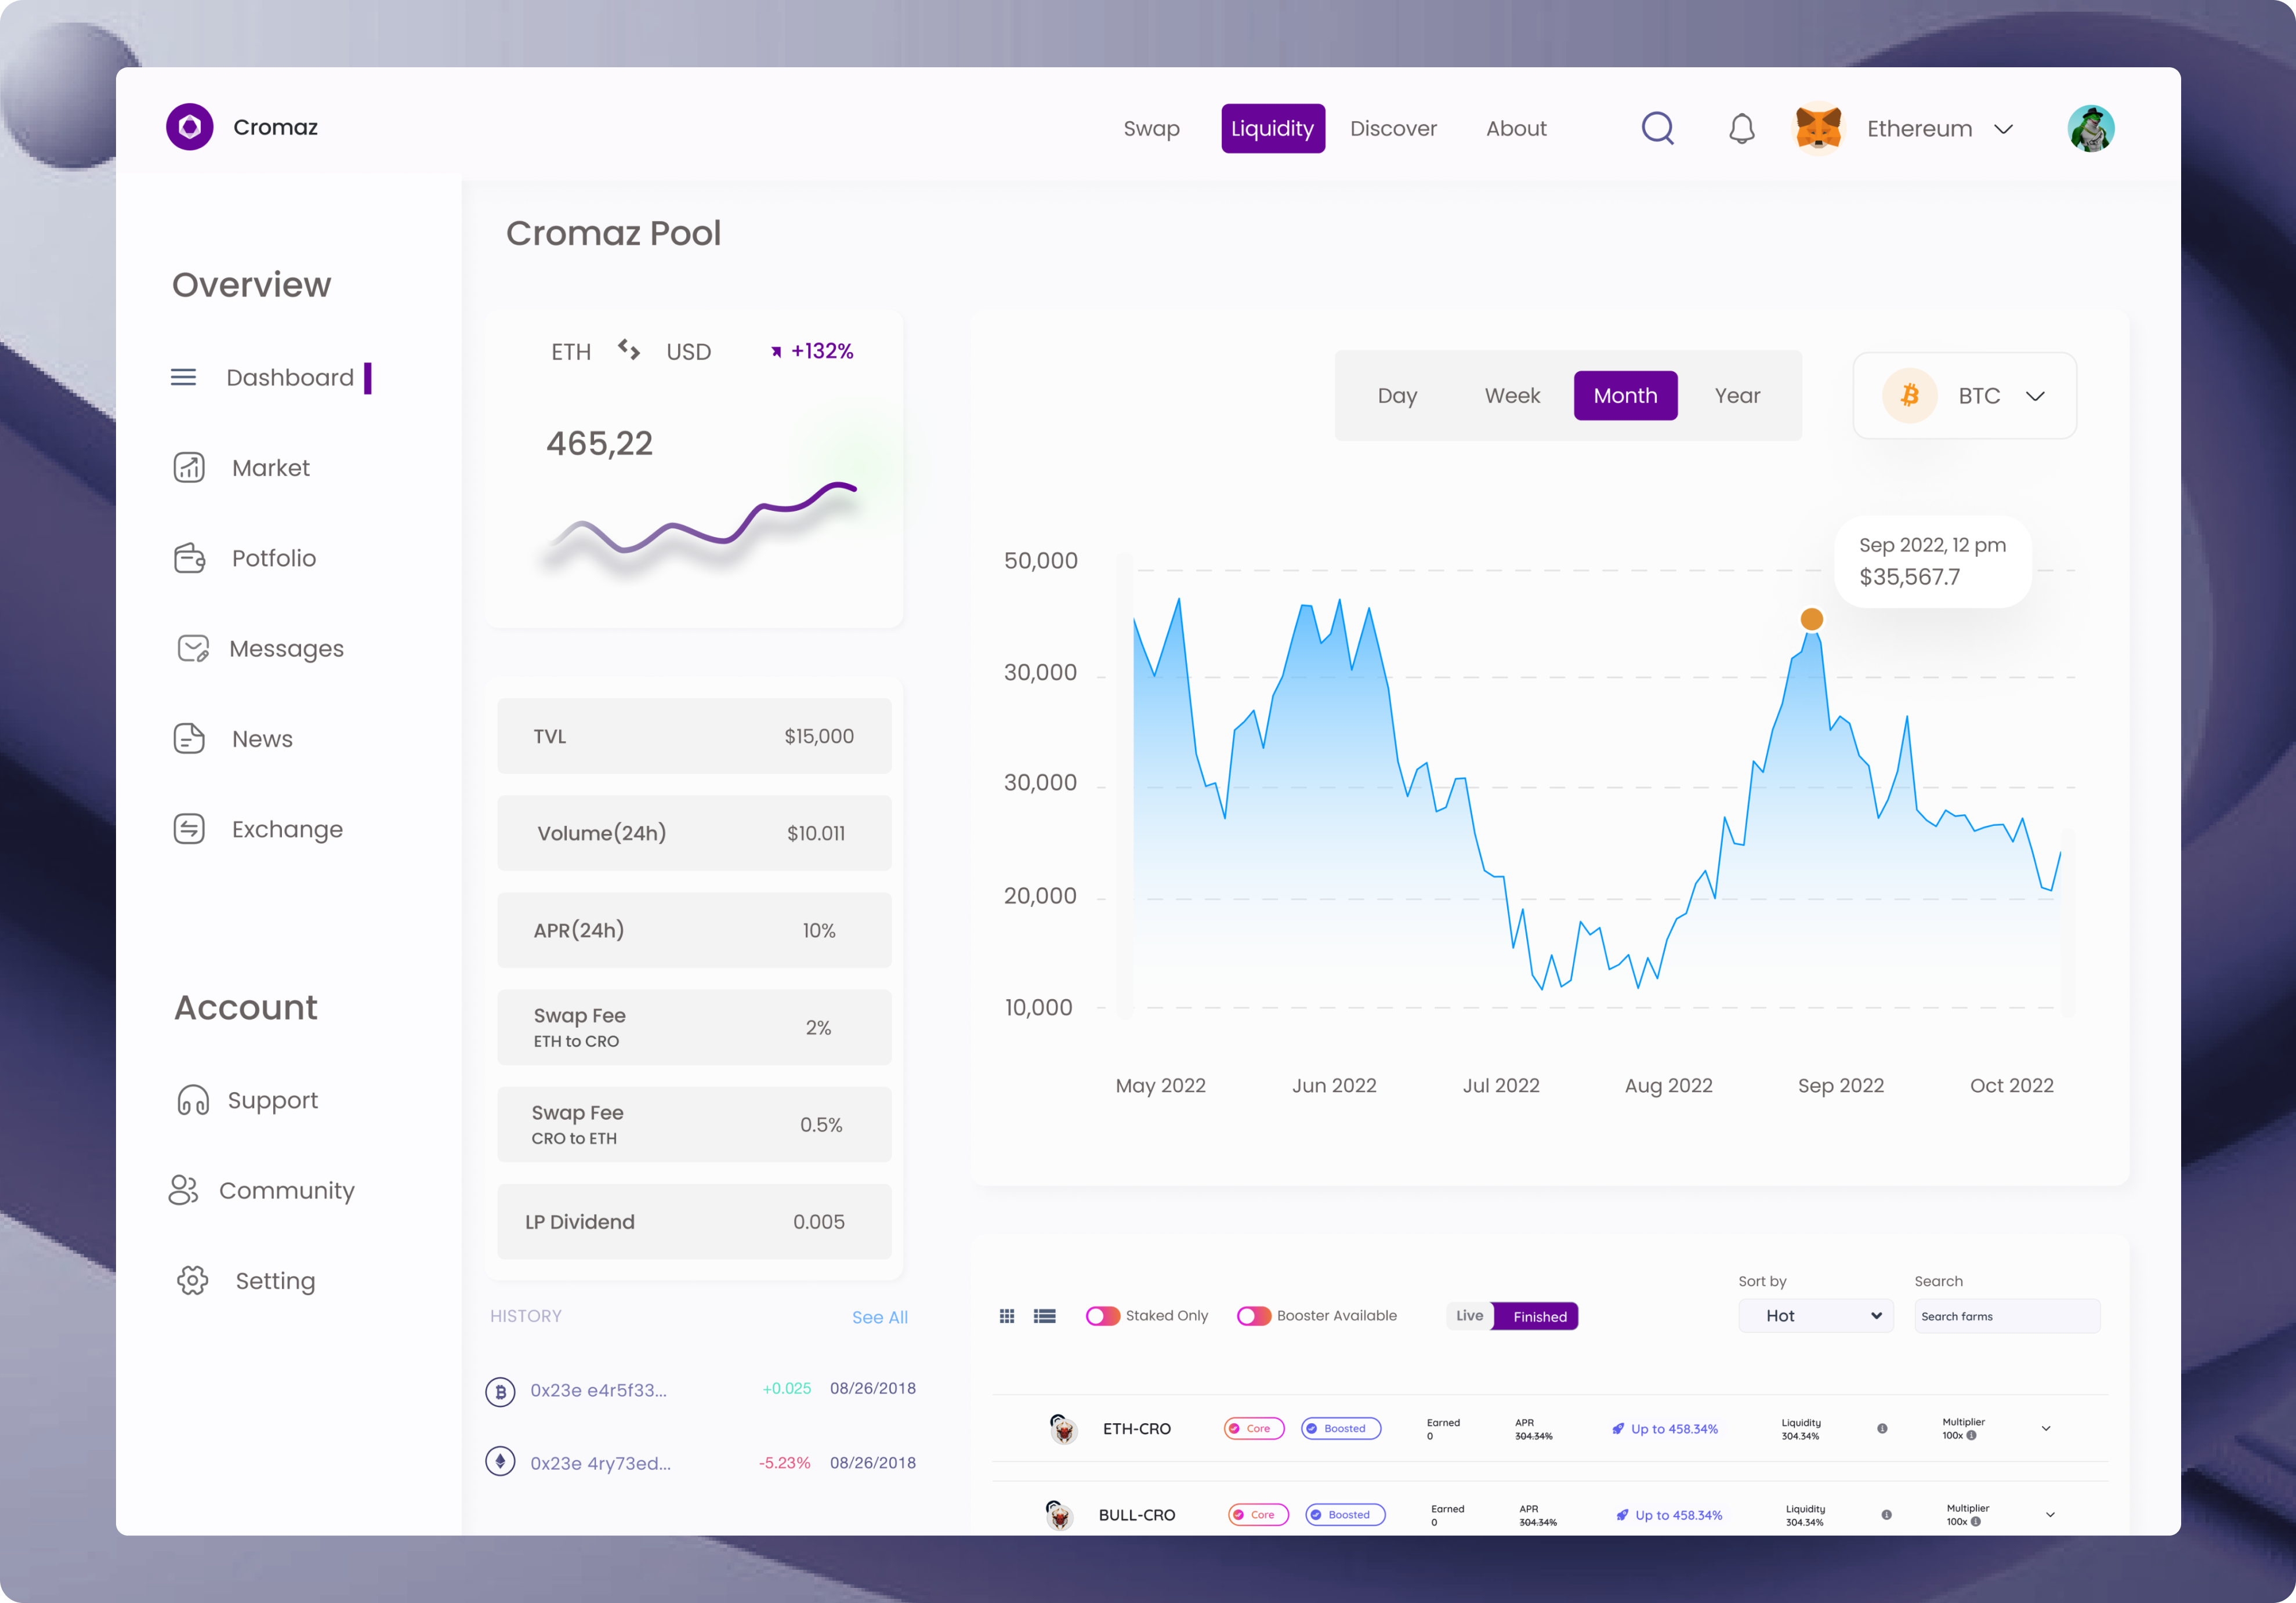 Cromaz
Swap
Liquidity
Discover
About
Ethereum
Overview
Dashboard
Market
Potfolio
Messages
News
Exchange
Account
Support
Community
Setting
Cromaz Pool
ETH USD +132%
465,22
TVL $15,000
Volume(24h) $10.011
APR(24h) 10%
Swap Fee
ETH to CRO
2%
Swap Fee
CRO to ETH
0.5%
LP Dividend 0.005
HISTORY See All
0x23e e4r5f33... +0.025 08/26/2018
0x23e 4ry73ed... -5.23% 08/26/2018
Day Week Month Year
BTC
Sep 2022, 12 pm
$35,567.7
50,000
30,000
30,000
20,000
10,000
May 2022 Jun 2022 Jul 2022 Aug 2022 Sep 2022 Oct 2022
Staked Only
Booster Available
Live Finished
Sort by
Hot
Search
Search farms
ETH-CRO
Core
Boosted
Earned
0
APR
304.34%
Up to 458.34%
Liquidity
304.34%
Multiplier
100x
BULL-CRO
Core
Boosted
Earned
0
APR
304.34%
Up to 458.34%
Liquidity
304.34%
Multiplier
100x